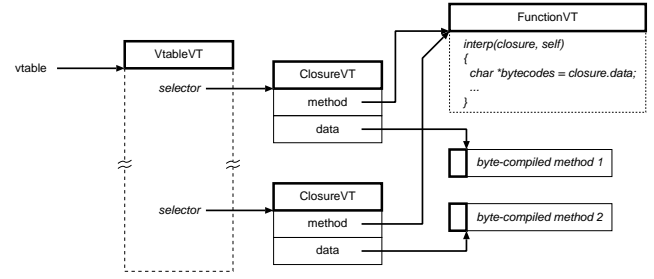 FunctionVT
interp(closure, self)
{
char *bytecodes = closure.data;
...
}
vtable
VtableVT
selector
ClosureVT
method
data
byte-compiled method 1
selector
ClosureVT
method
data
byte-compiled method 2